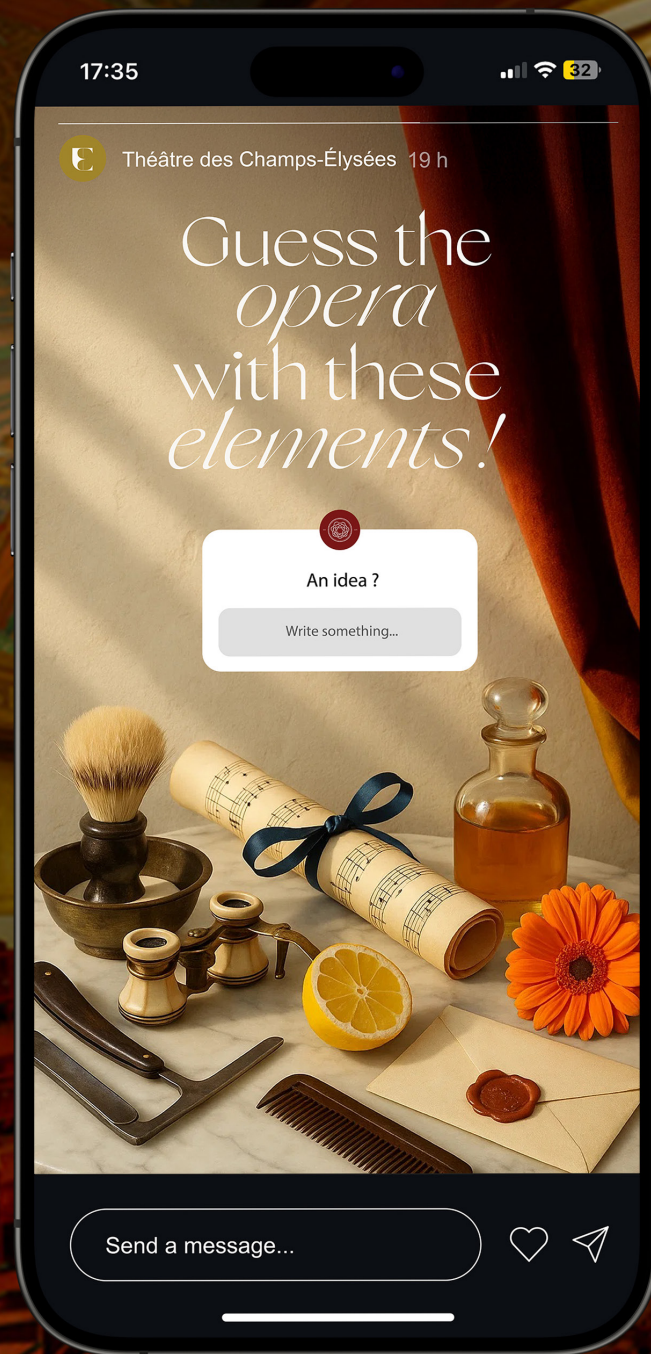 17:35
32
E
Théâtre des Champs-Élysées 19 h
Guess the
opera
with these
elements!
An idea ?
Write something...
Send a message...